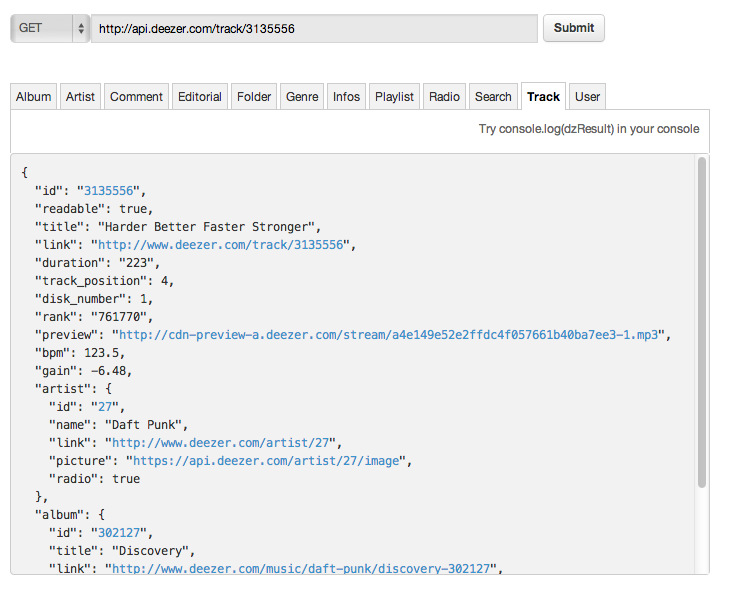 GET http://api.deezer.com/track/3135556 Submit
Album Artist Comment Editorial Folder Genre Infos Playlist Radio Search Track User
Try console.log(dzResult) in your console
{
  "id": "3135556",
  "readable": true,
  "title": "Harder Better Faster Stronger",
  "link": "http://www.deezer.com/track/3135556",
  "duration": "223",
  "track_position": 4,
  "disk_number": 1,
  "rank": "761770",
  "preview": "http://cdn-preview-a.deezer.com/stream/a4e149e52e2ffdc4f057661b40ba7ee3-1.mp3",
  "bpm": 123.5,
  "gain": -6.48,
  "artist": {
    "id": "27",
    "name": "Daft Punk",
    "link": "http://www.deezer.com/artist/27",
    "picture": "https://api.deezer.com/artist/27/image",
    "radio": true
  },
  "album": {
    "id": "302127",
    "title": "Discovery",
    "link": "http://www.deezer.com/music/daft-punk/discovery-302127",